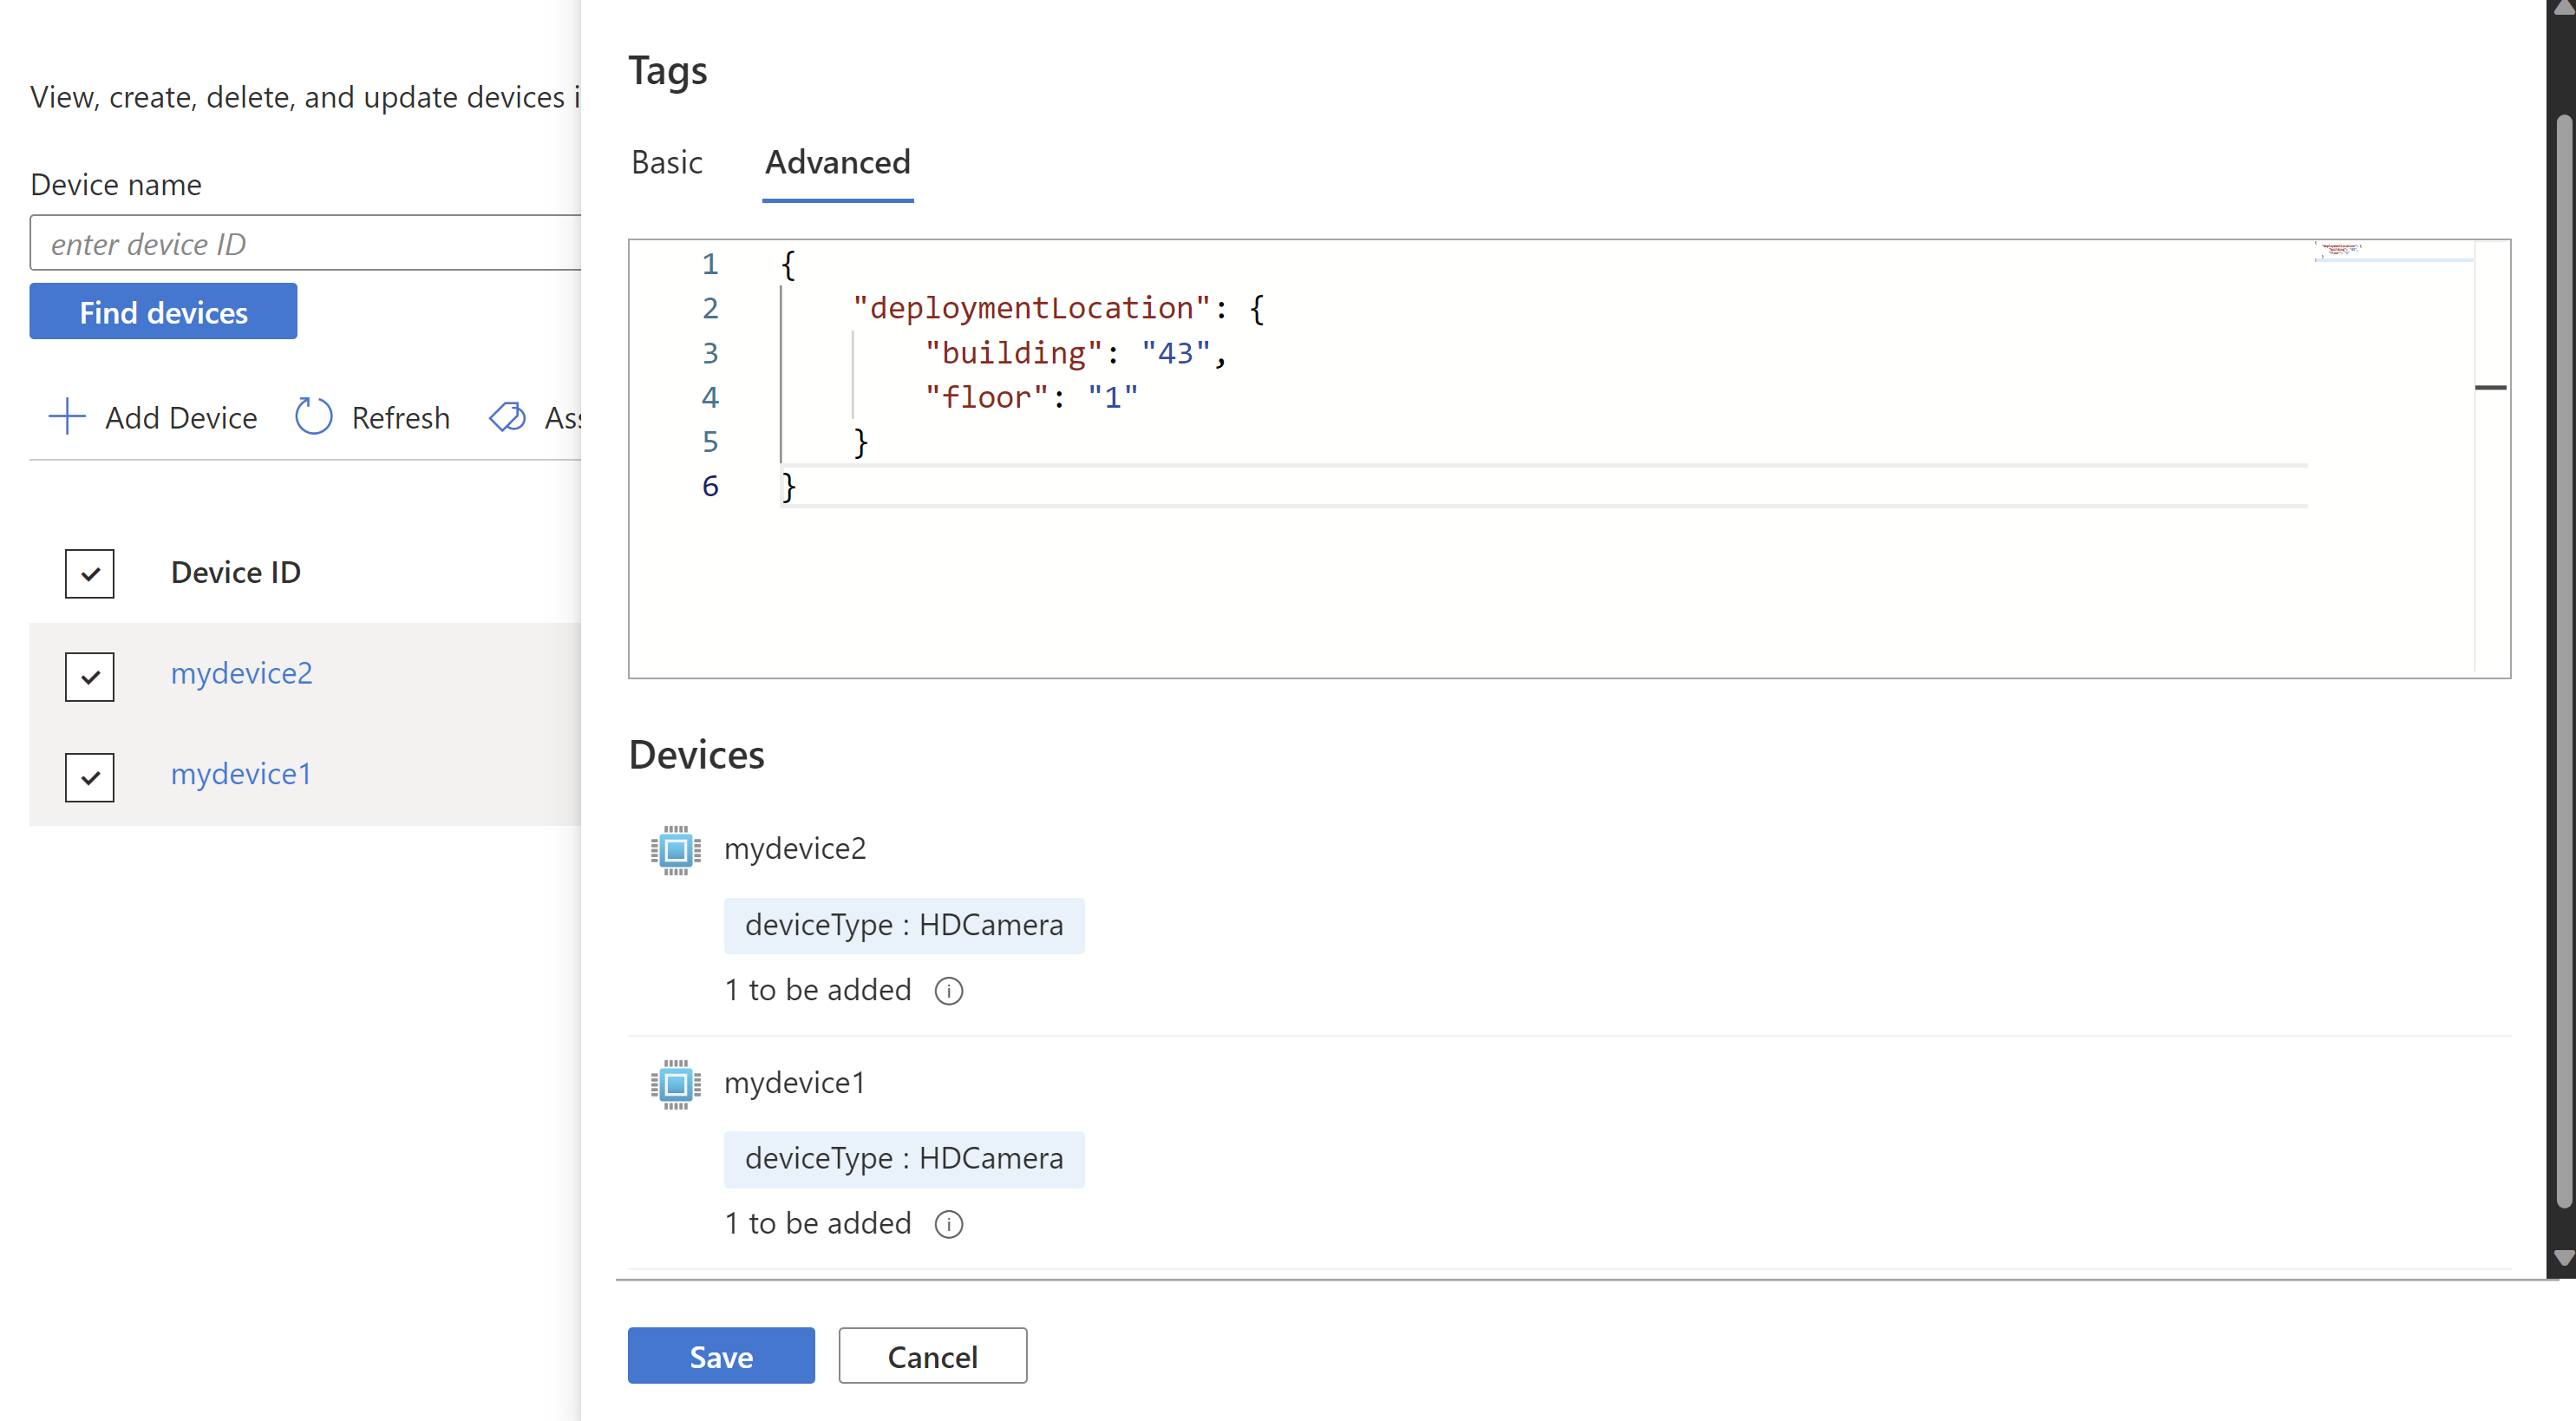 View, create, delete, and update devices i
Device name
enter device ID
Find devices
Add Device
Refresh
Ass
Device ID
mydevice2
mydevice1
Tags
Basic
Advanced
1 {
2 "deploymentLocation": {
3 "building": "43",
4 "floor": "1"
5 }
6 }
Devices
mydevice2
deviceType : HDCamera
1 to be added
mydevice1
deviceType : HDCamera
1 to be added
Save
Cancel